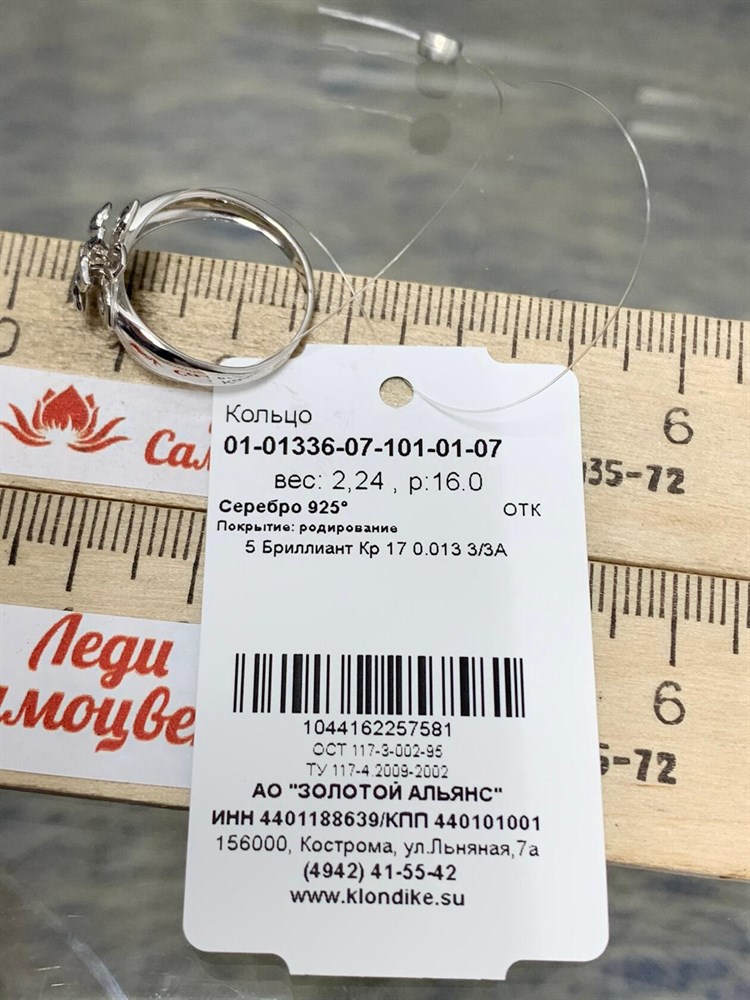 Кольцо
01-01336-07-101-01-07
вес: 2,24 , р:16.0
Серебро 925° ОТК
Покрытие: родирование
5 Бриллиант Кр 17 0.013 3/3А
1044162257581
ОСТ 117-3-002-95
ТУ 117-4.2009-2002
АО "ЗОЛОТОЙ АЛЬЯНС"
ИНН 4401188639/КПП 440101001
156000, Кострома, ул.Льняная,7а
(4942) 41-55-42
www.klondike.su
0
6
35-72
Сам
Леди
моцве
6
5-72